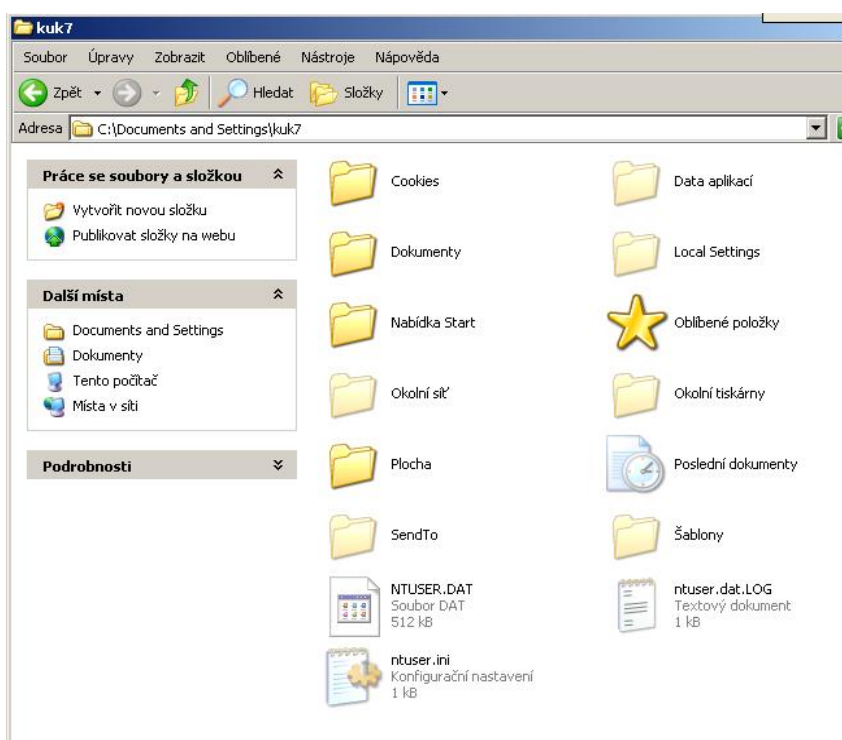 kuk7
Soubor Úpravy Zobrazit Oblíbené Nástroje Nápověda
Zpět Hledat Složky
Adresa C:\Documents and Settings\kuk7
Práce se soubory a složkou
Vytvořit novou složku
Publikovat složky na webu
Další místa
Documents and Settings
Dokumenty
Tento počítač
Místa v síti
Podrobnosti
Cookies
Data aplikací
Dokumenty
Local Settings
Nabídka Start
Oblíbené položky
Okolní síť
Okolní tiskárny
Plocha
Poslední dokumenty
SendTo
Šablony
NTUSER.DAT
Soubor DAT
512 kB
ntuser.dat.LOG
Textový dokument
1 kB
ntuser.ini
Konfigurační nastavení
1 kB